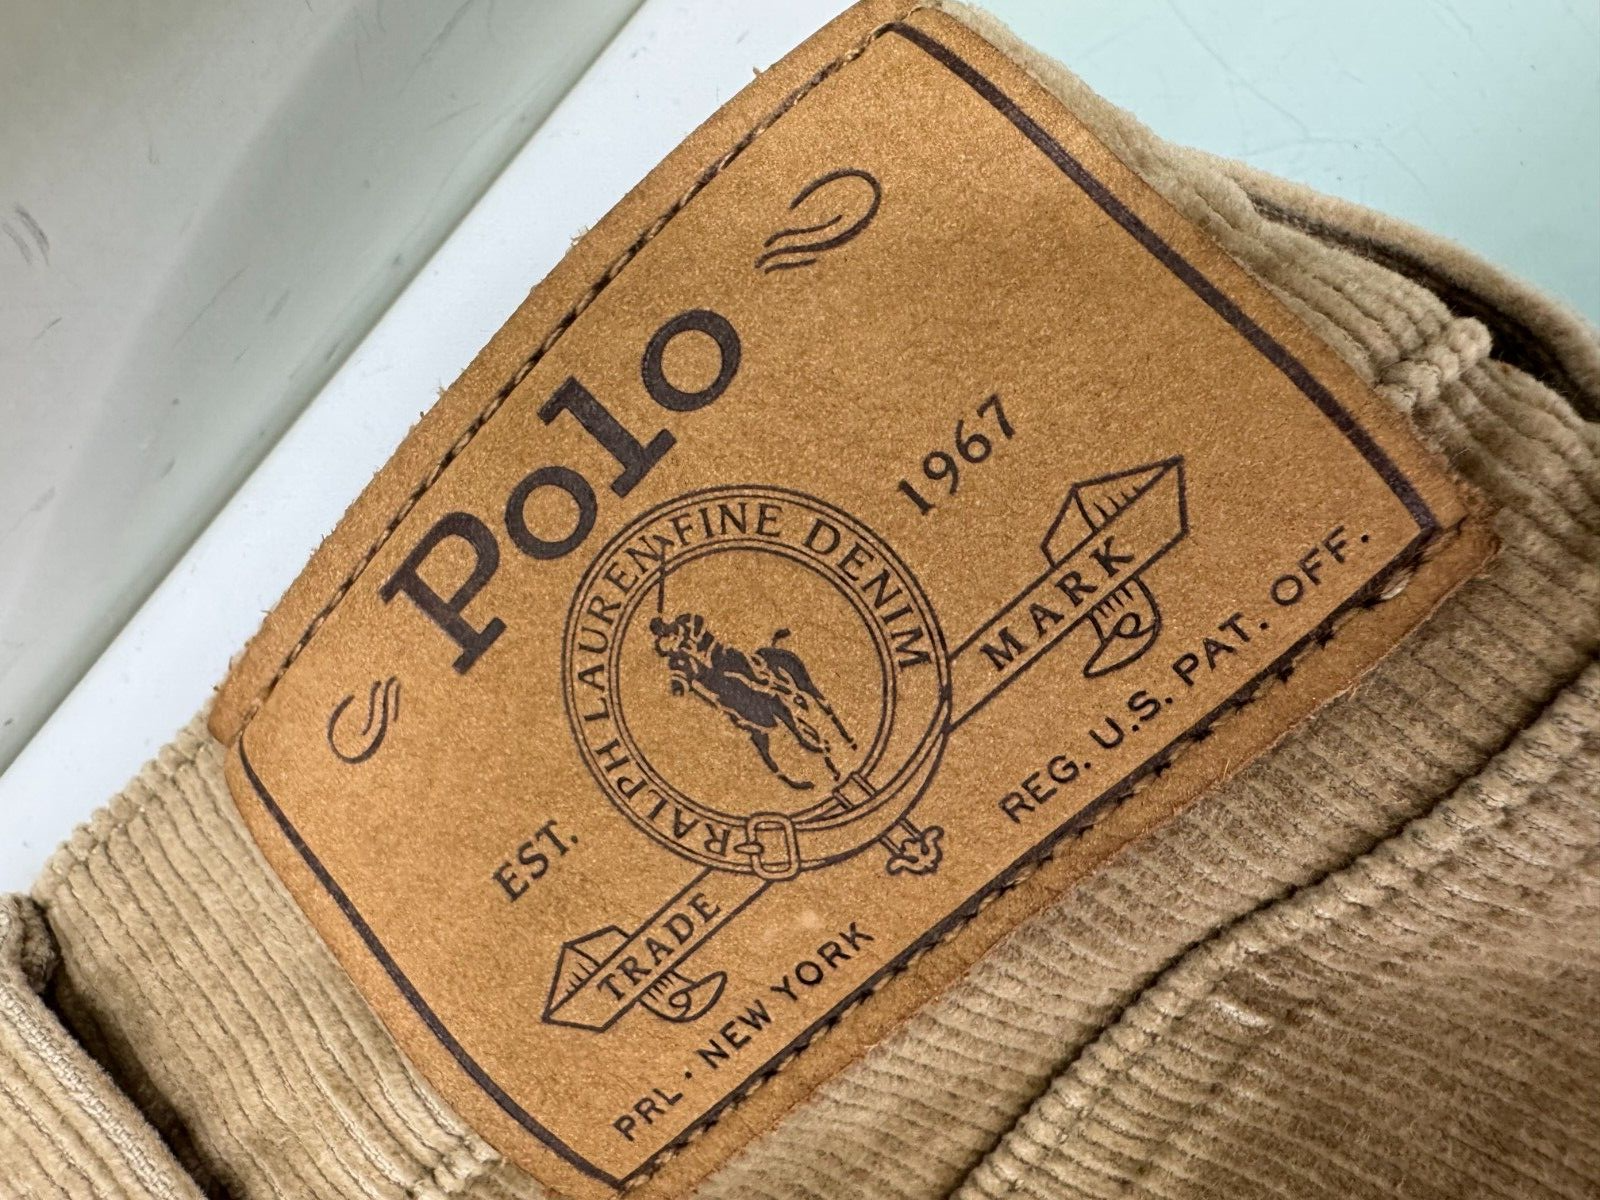 Polo
EST. 1967
RALPH LAUREN FINE DENIM
TRADE MARK
PRL · NEW YORK REG. U.S. PAT. OFF.